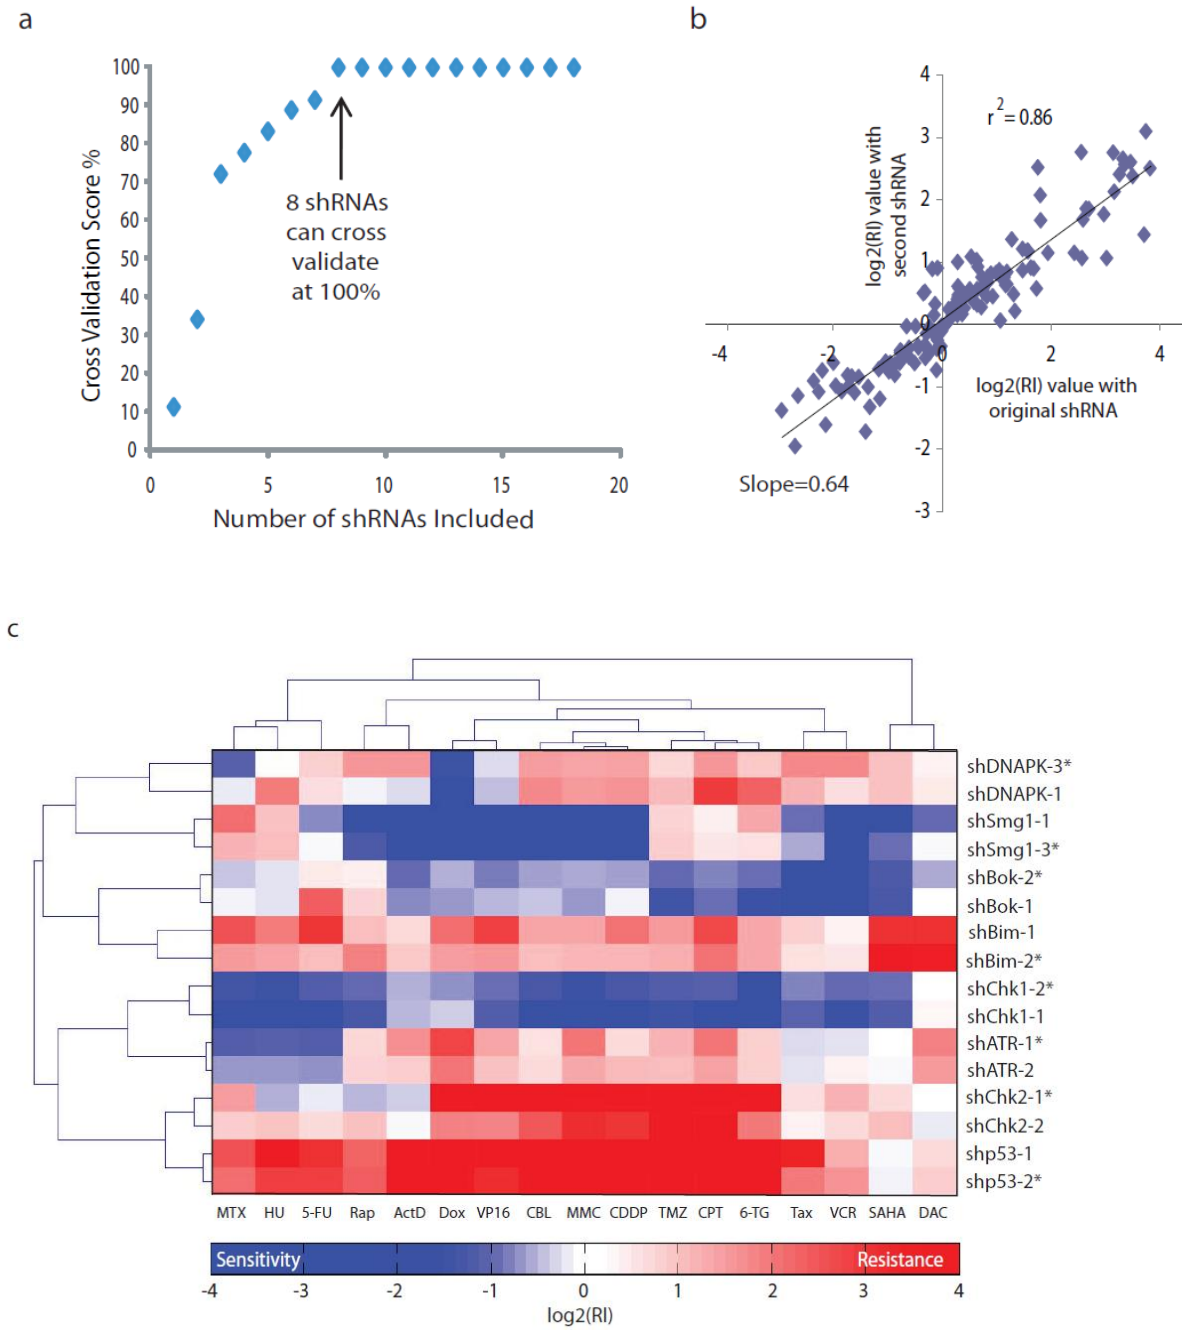 a
100
90
80
70
60
50
40
30
20
10
0
Cross Validation Score %
8 shRNAs
can cross
validate
at 100%
0 5 10 15 20
Number of shRNAs Included
b
4
3
2
1
0
-1
-2
-3
log2(RI) value with
second shRNA
r2 = 0.86
-4 -2 0 2 4
log2(RI) value with
original shRNA
Slope=0.64
c
shDNAPK-3*
shDNAPK-1
shSmg1-1
shSmg1-3*
shBok-2*
shBok-1
shBim-1
shBim-2*
shChk1-2*
shChk1-1
shATR-1*
shATR-2
shChk2-1*
shChk2-2
shp53-1
shp53-2*
MTX HU 5-FU Rap ActD Dox VP16 CBL MMC CDDP TMZ CPT 6-TG Tax VCR SAHA DAC
Sensitivity Resistance
-4 -3 -2 -1 0 1 2 3 4
log2(RI)